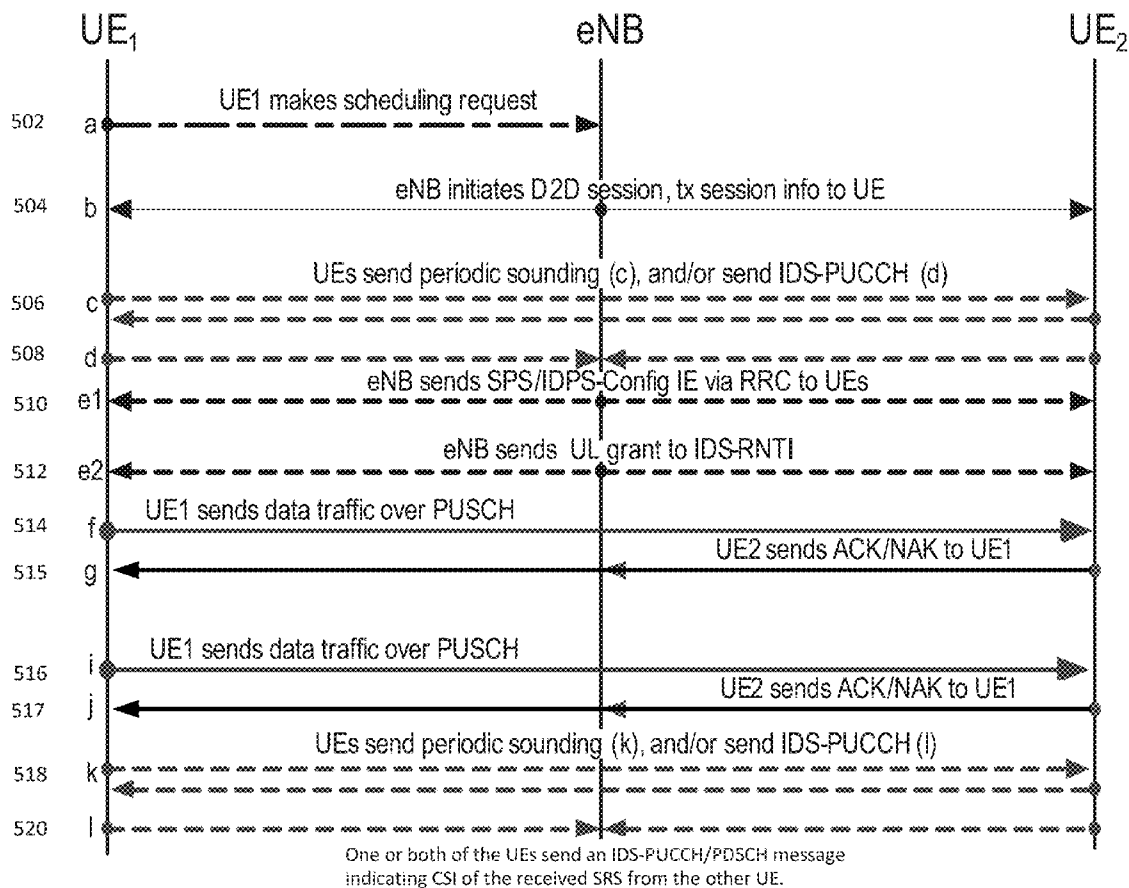 UE1 eNB UE2
UE1 makes scheduling request
502 a
eNB initiates D2D session, tx session info to UE
504 b
UEs send periodic sounding (c), and/or send IDS-PUCCH (d)
506 c
508 d
eNB sends SPS/IDPS-Config IE via RRC to UEs
510 e1
eNB sends UL grant to IDS-RNTI
512 e2
UE1 sends data traffic over PUSCH
514 f
UE2 sends ACK/NAK to UE1
515 g
UE1 sends data traffic over PUSCH
516 i
UE2 sends ACK/NAK to UE1
517 j
UEs send periodic sounding (k), and/or send IDS-PUCCH (l)
518 k
520 l
One or both of the UEs send an IDS-PUCCH/PDSCH message
indicating CSI of the received SRS from the other UE.